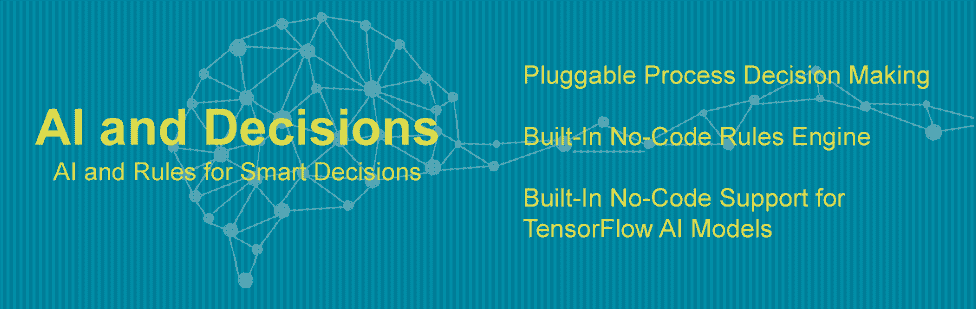 AI and Decisions
AI and Rules for Smart Decisions
Pluggable Process Decision Making
Built-In No-Code Rules Engine
Built-In No-Code Support for
TensorFlow AI Models